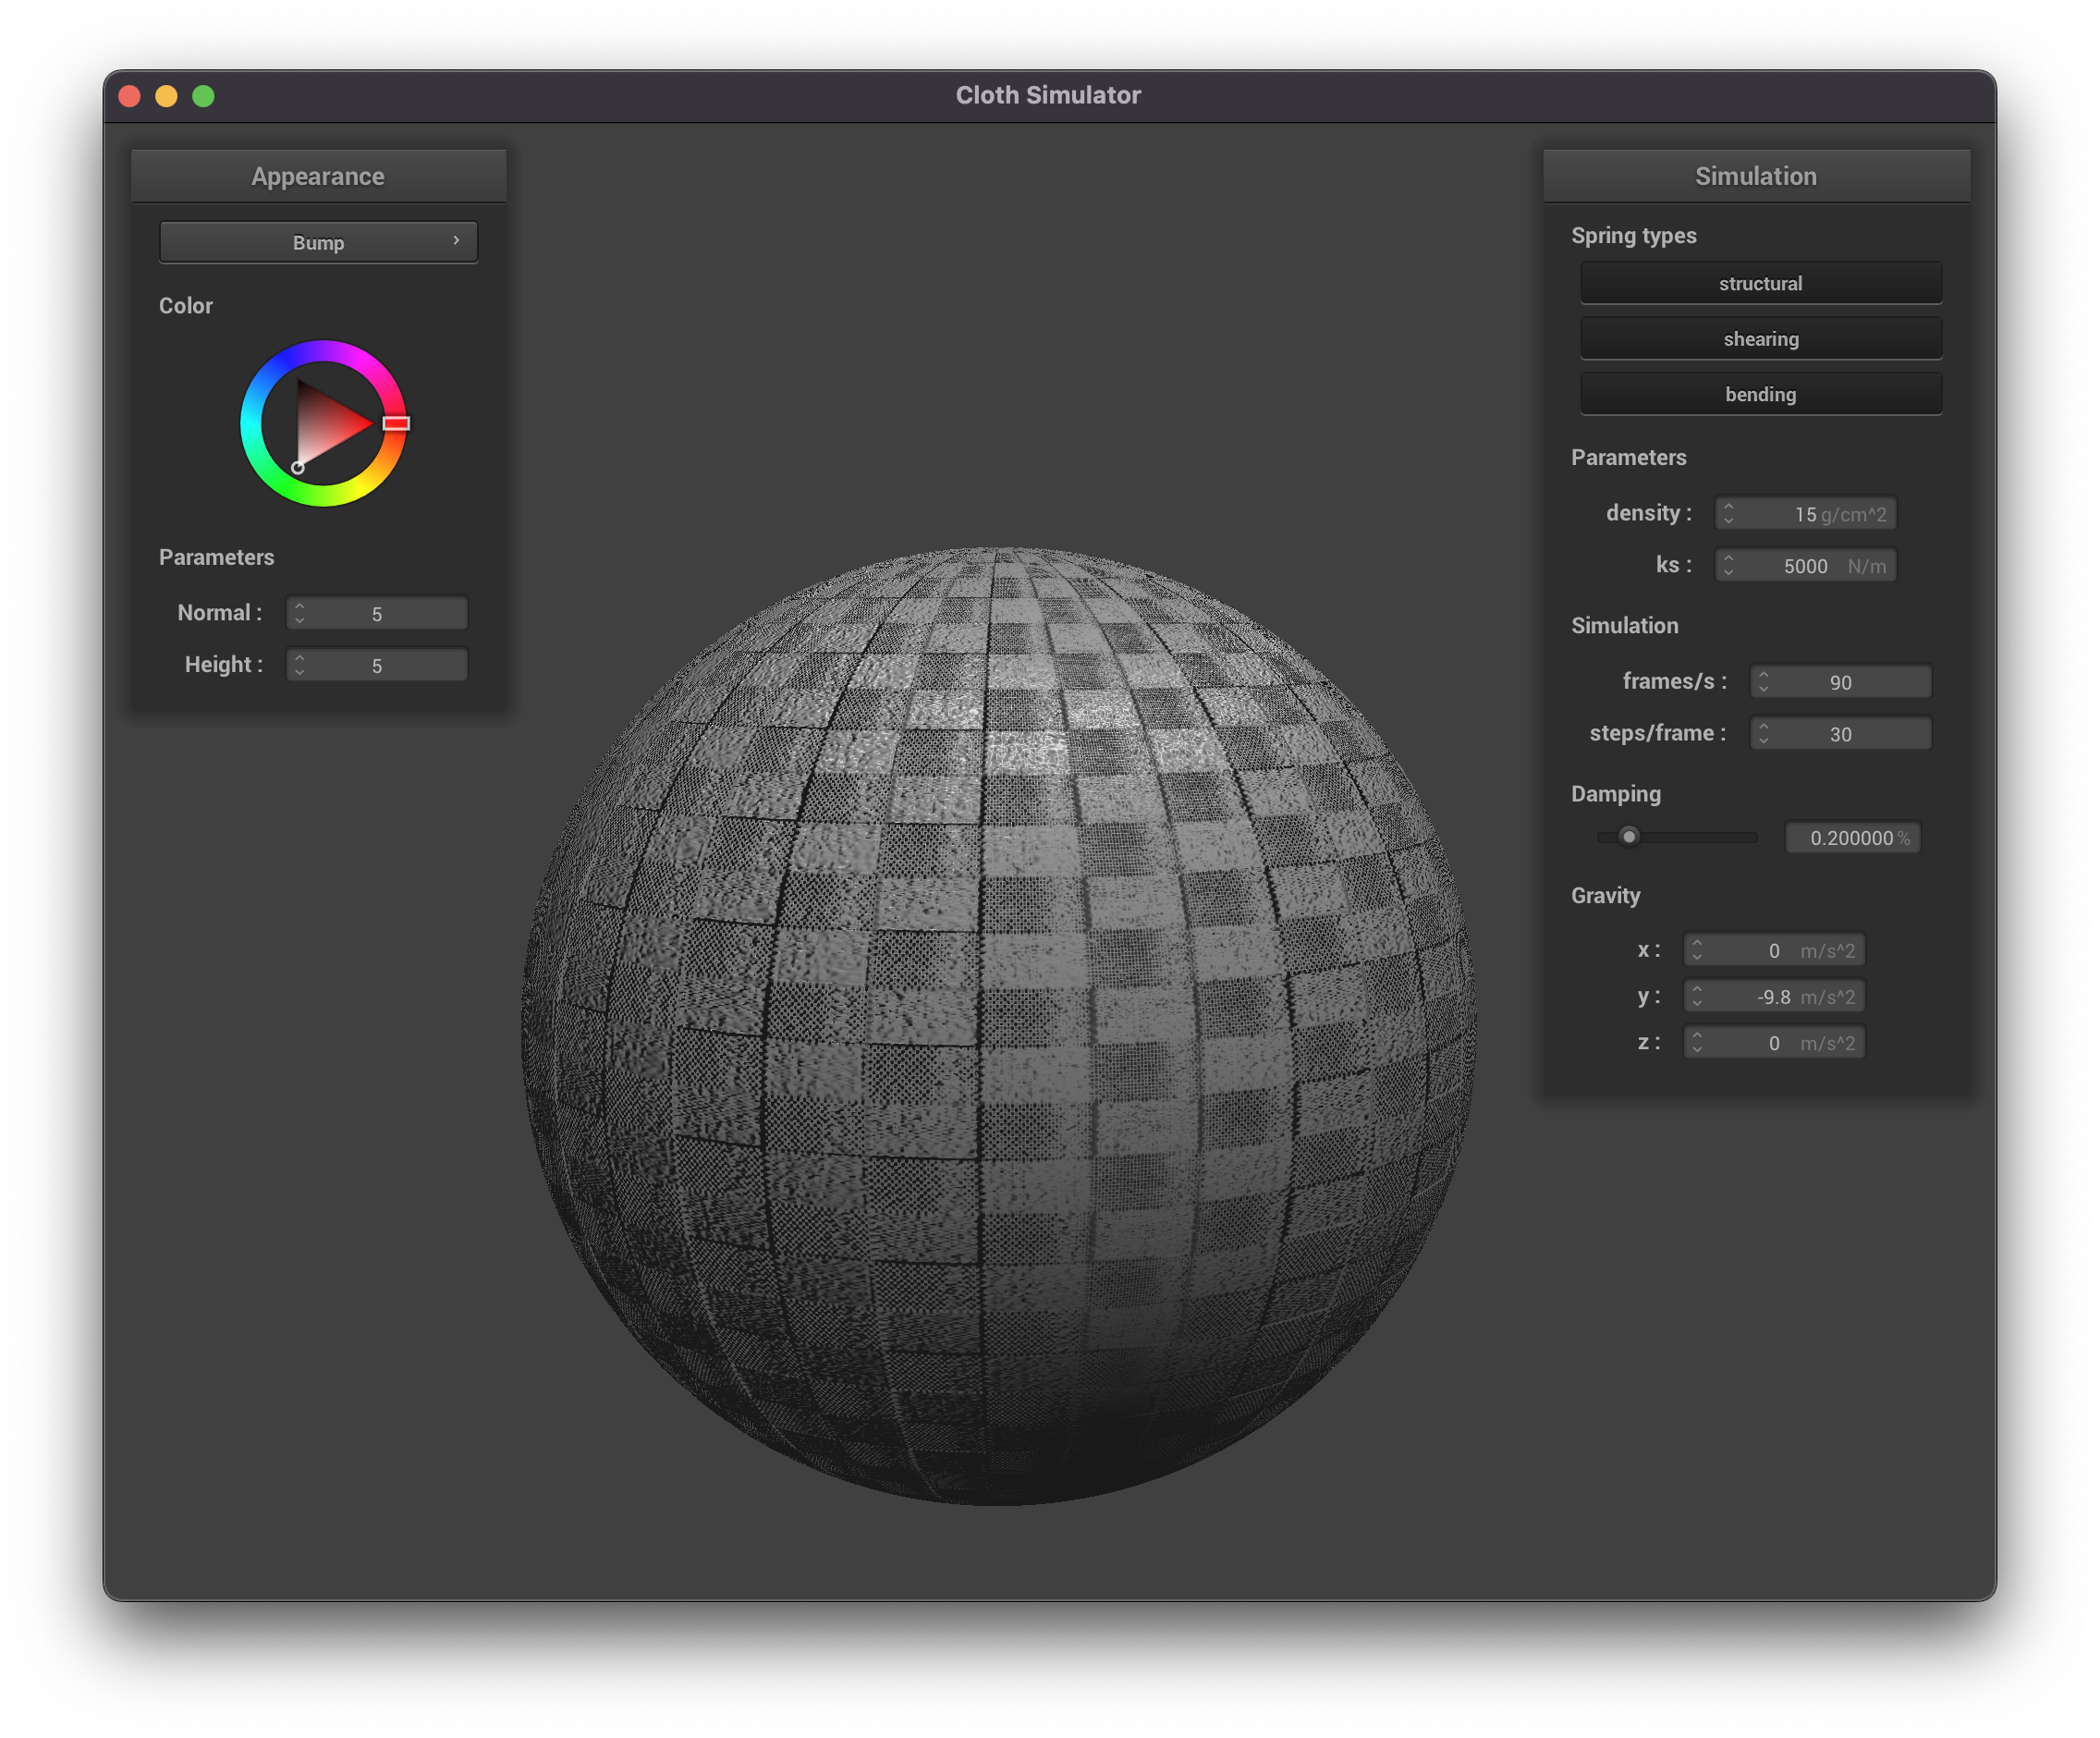 Cloth Simulator
Appearance
Bump
Color
Parameters
Normal : 5
Height : 5
Simulation
Spring types
structural
shearing
bending
Parameters
density : 15 g/cm^2
ks : 5000 N/m
Simulation
frames/s : 90
steps/frame : 30
Damping
0.200000 %
Gravity
x : 0 m/s^2
y : -9.8 m/s^2
z : 0 m/s^2